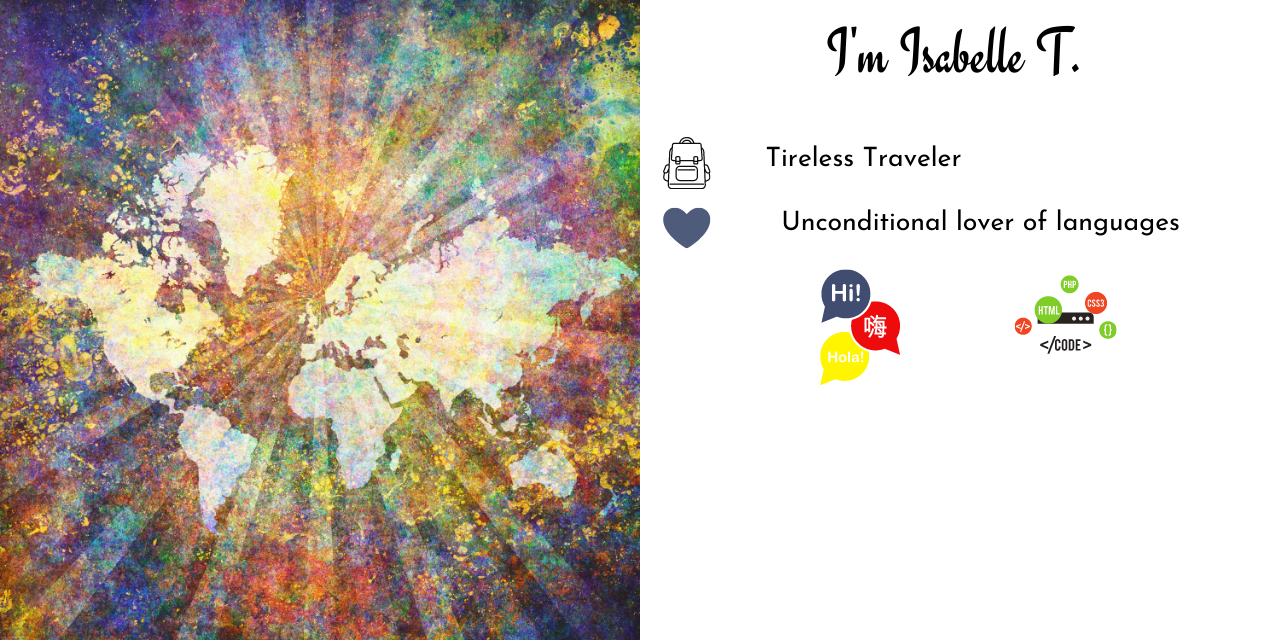 I'm Isabelle T.
Tireless Traveler
Unconditional lover of languages
Hi!
嗨
Hola!
PHP
HTML
CSS3
</>
{}
</CODE>